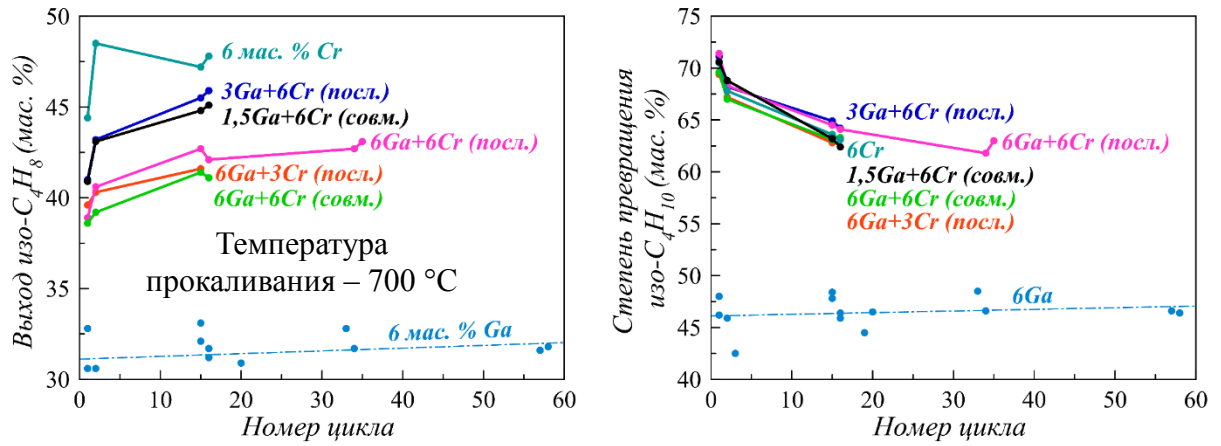 Выход изо-C₄H₈ (мас. %)
50
45
40
35
30
6 мас. % Cr
3Ga+6Cr (посл.)
1,5Ga+6Cr (совм.)
6Ga+6Cr (посл.)
6Ga+3Cr (посл.)
6Ga+6Cr (совм.)
Температура
прокаливания – 700 °C
6 мас. % Ga
0 10 20 30 40 50 60
Номер цикла
Степень превращения
изо-C₄H₁₀ (мас. %)
75
70
65
60
55
50
45
40
3Ga+6Cr (посл.)
6Ga+6Cr (посл.)
6Cr
1,5Ga+6Cr (совм.)
6Ga+6Cr (совм.)
6Ga+3Cr (посл.)
6Ga
0 10 20 30 40 50 60
Номер цикла